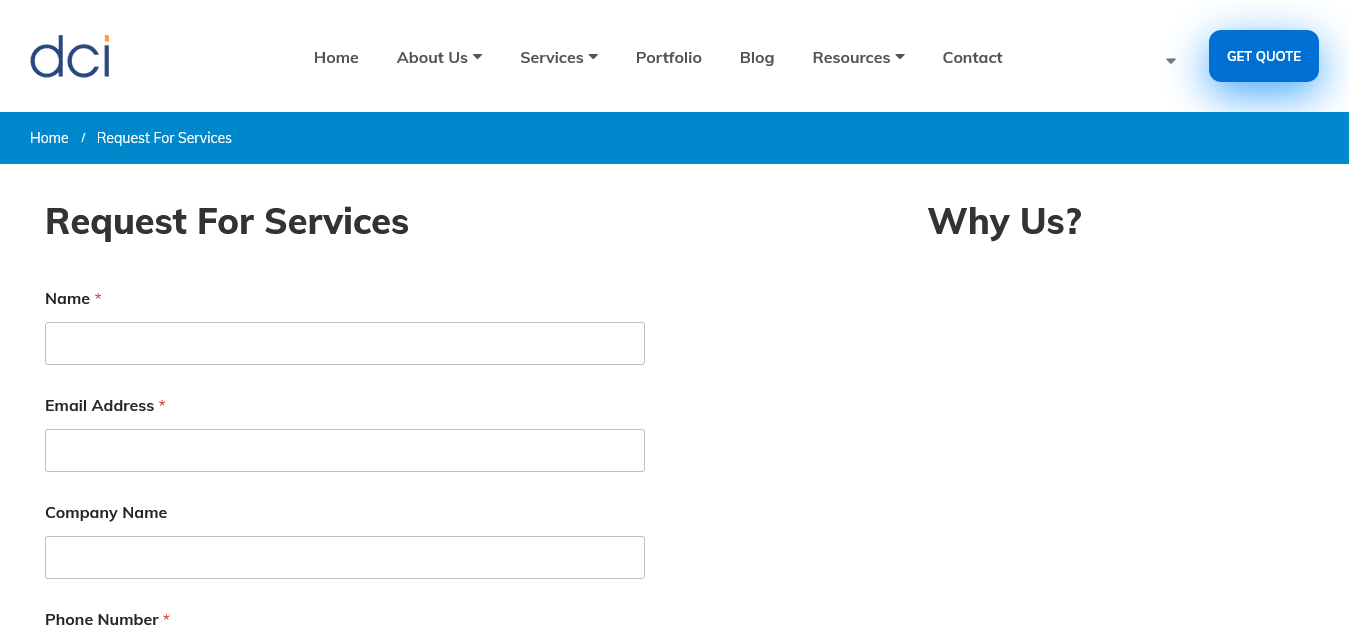 dci
Home About Us Services Portfolio Blog Resources Contact GET QUOTE
Home / Request For Services
Request For Services
Why Us?
Name *
Email Address *
Company Name
Phone Number *